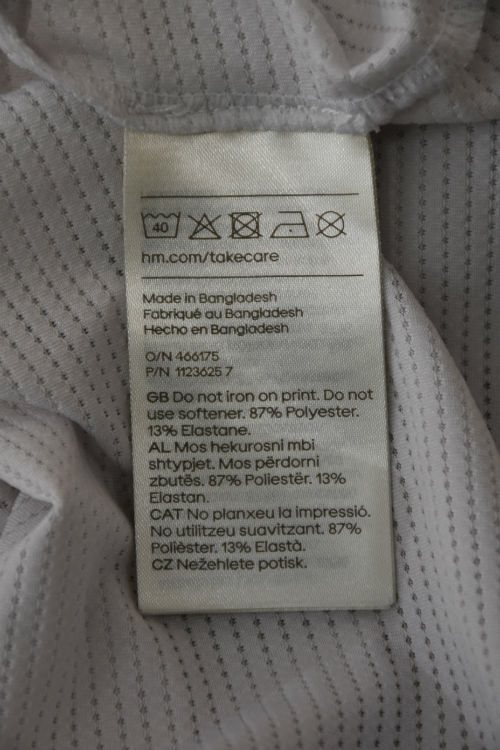 40
hm.com/takecare
Made in Bangladesh
Fabriqué au Bangladesh
Hecho en Bangladesh
O/N 466175
P/N 1123625 7
GB Do not iron on print. Do not
use softener. 87% Polyester.
13% Elastane.
AL Mos hekurosni mbi
shtypjet. Mos përdorni
zbutës. 87% Poliestër. 13%
Elastan.
CAT No planxeu la impressió.
No utilitzeu suavitzant. 87%
Polièster. 13% Elastà.
CZ Nežehlete potisk.